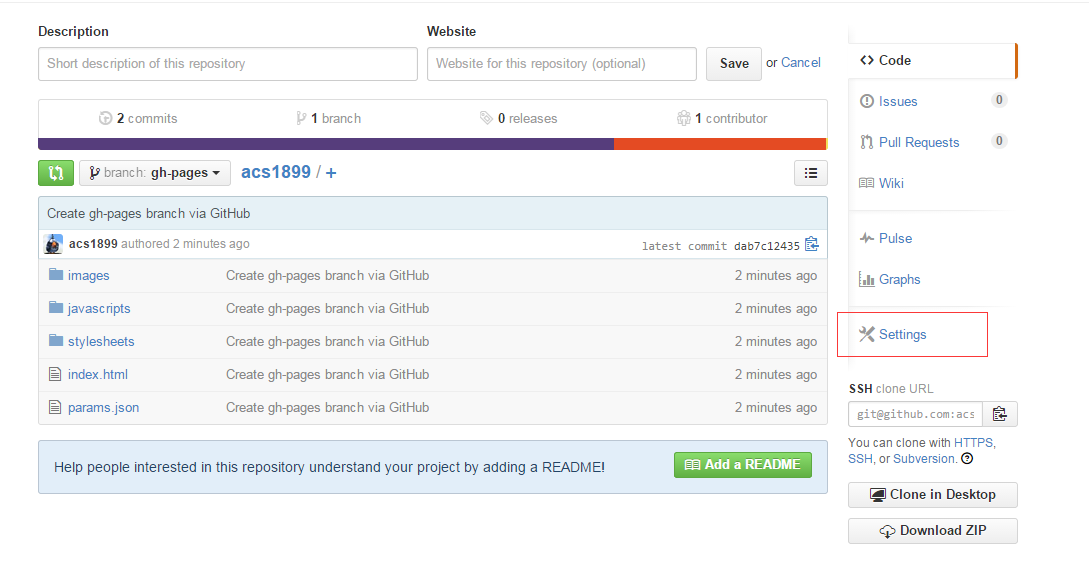 Description
Website
Short description of this repository
Website for this repository (optional)
Save
or Cancel
2 commits
1 branch
0 releases
1 contributor
branch: gh-pages
acs1899 / +
Create gh-pages branch via GitHub
acs1899 authored 2 minutes ago
latest commit dab7c12435
images
Create gh-pages branch via GitHub
2 minutes ago
javascripts
Create gh-pages branch via GitHub
2 minutes ago
stylesheets
Create gh-pages branch via GitHub
2 minutes ago
index.html
Create gh-pages branch via GitHub
2 minutes ago
params.json
Create gh-pages branch via GitHub
2 minutes ago
Help people interested in this repository understand your project by adding a README!
Add a README
Code
Issues
0
Pull Requests
0
Wiki
Pulse
Graphs
Settings
SSH clone URL
git@github.com:acs
You can clone with HTTPS,
SSH, or Subversion.
Clone in Desktop
Download ZIP